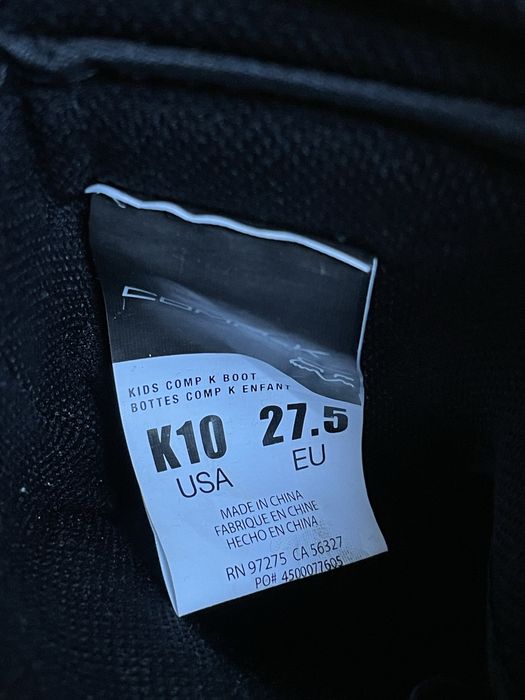 KIDS COMP K BOOT
BOTTES COMP K ENFANT
K10 27.5
USA EU
MADE IN CHINA
FABRIQUE EN CHINE
HECHO EN CHINA
RN 97275 CA 56327
PO# 4500077605